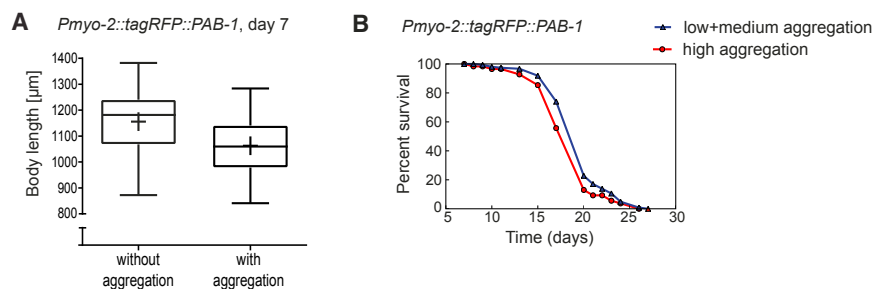 A
Pmyo-2::tagRFP::PAB-1, day 7
Body length [µm]
1400
1300
1200
1100
1000
900
800
without
aggregation
with
aggregation
B
Pmyo-2::tagRFP::PAB-1
low+medium aggregation
high aggregation
Percent survival
100
80
60
40
20
0
5
10
15
20
25
30
Time (days)